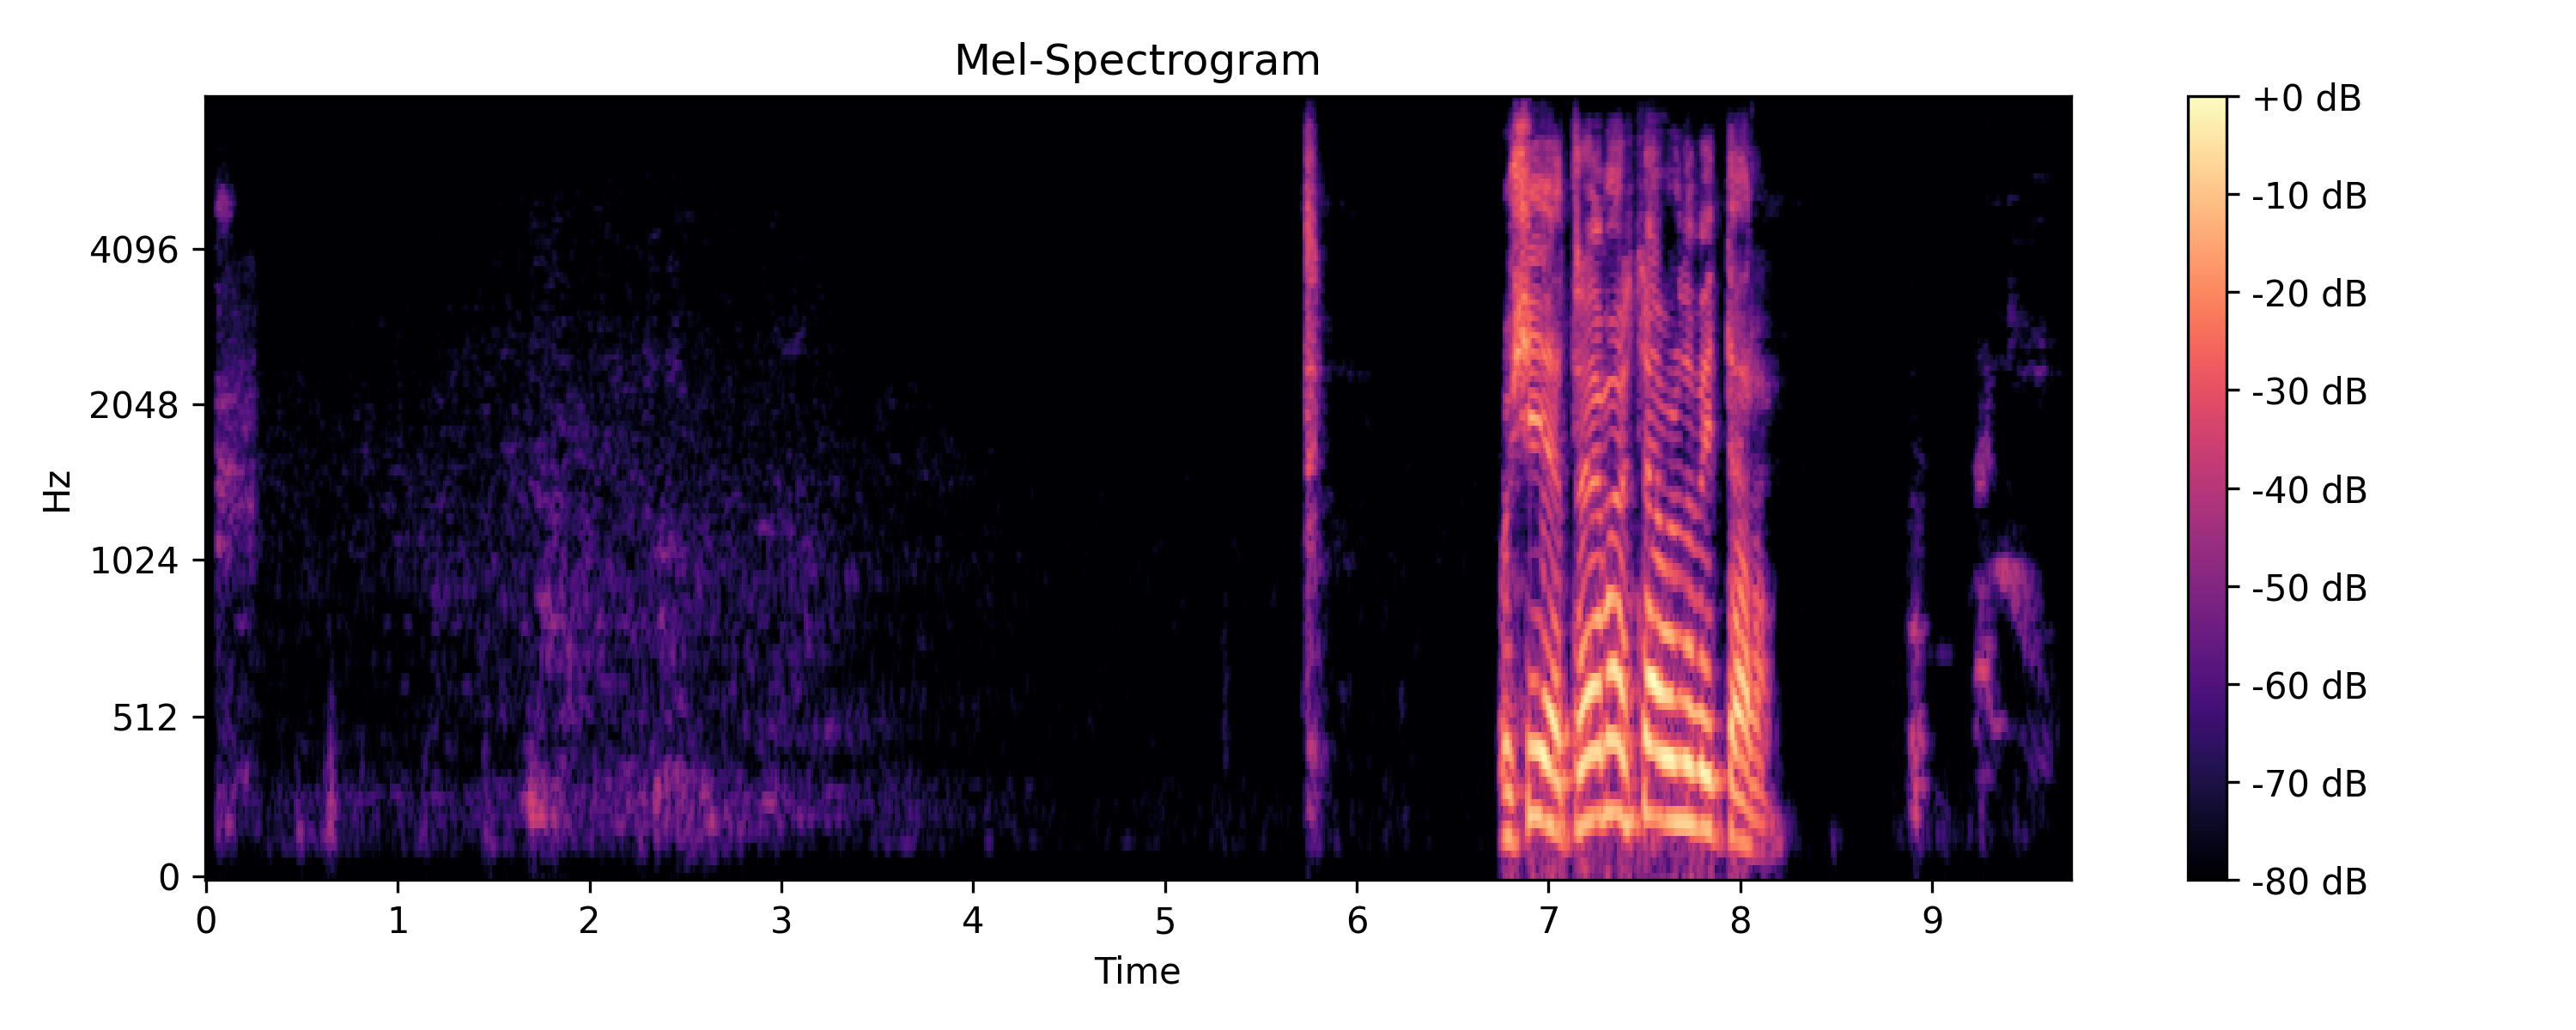 Mel-Spectrogram
+0 dB
-10 dB
-20 dB
-30 dB
-40 dB
-50 dB
-60 dB
-70 dB
-80 dB
Hz
4096
2048
1024
512
0
0 1 2 3 4 5 6 7 8 9
Time